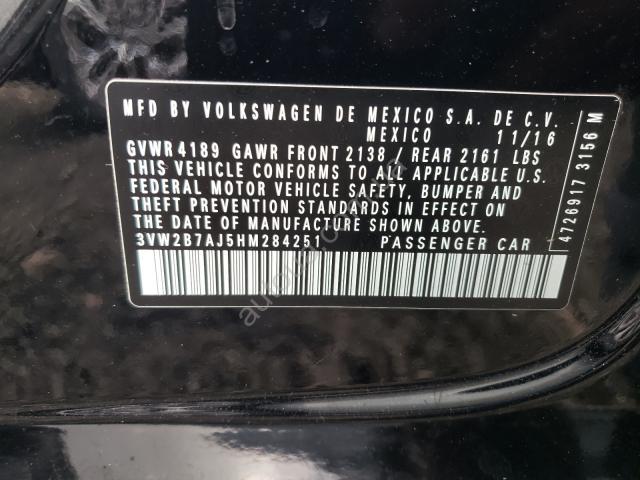 MFD BY VOLKSWAGEN DE MEXICO S.A. DE C.V.
MEXICO 11/16
GVWR 4189 GAWR FRONT 2138 / REAR 2161 LBS
THIS VEHICLE CONFORMS TO ALL APPLICABLE U.S.
FEDERAL MOTOR VEHICLE SAFETY, BUMPER AND
THEFT PREVENTION STANDARDS IN EFFECT ON
THE DATE OF MANUFACTURE SHOWN ABOVE.
3VW2B7AJ5HM284251 PASSENGER CAR
4726917 3156 M